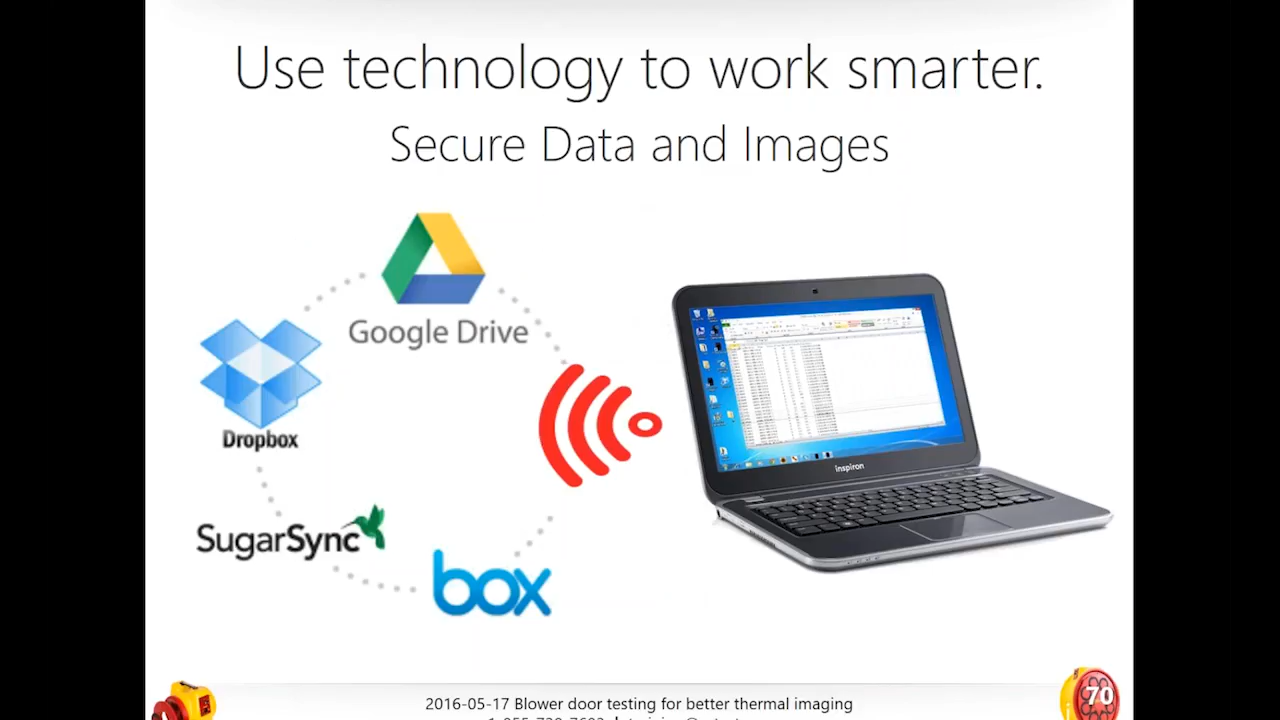 Use technology to work smarter.
Secure Data and Images
Google Drive
Dropbox
SugarSync
box
inspiron
2016-05-17 Blower door testing for better thermal imaging
70